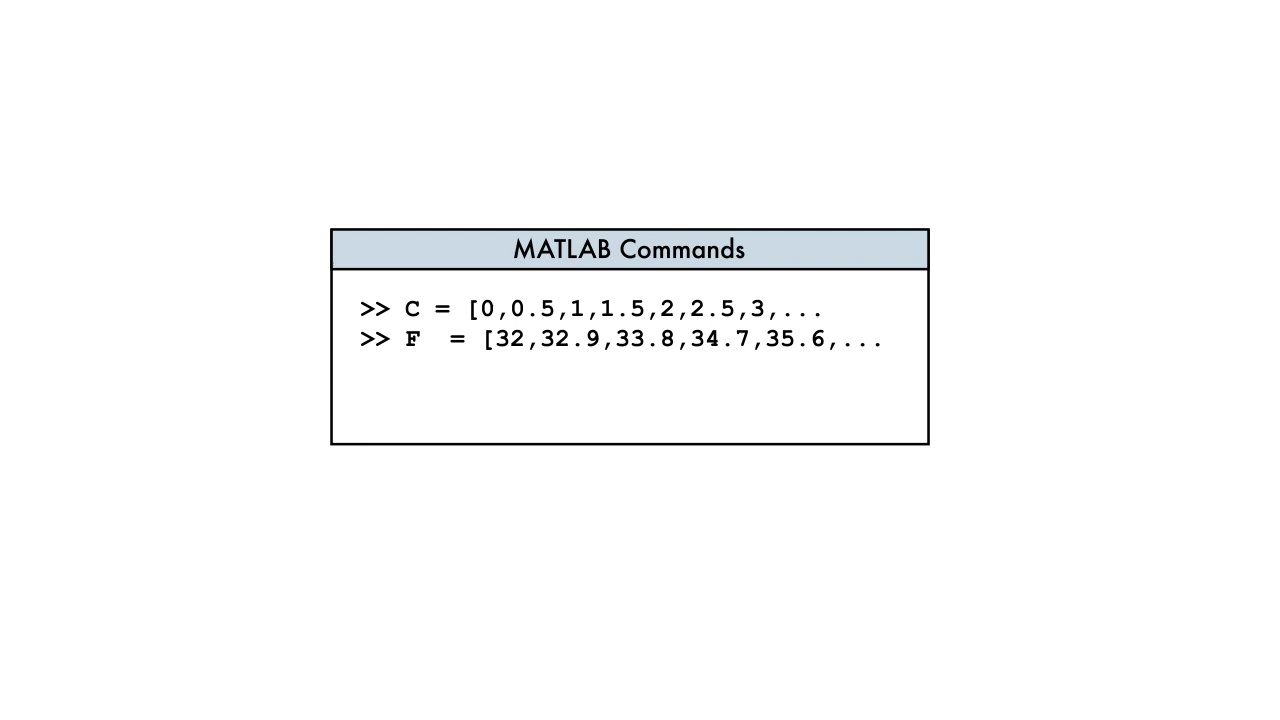 MATLAB Commands
>> C = [0,0.5,1,1.5,2,2.5,3,...
>> F  = [32,32.9,33.8,34.7,35.6,...